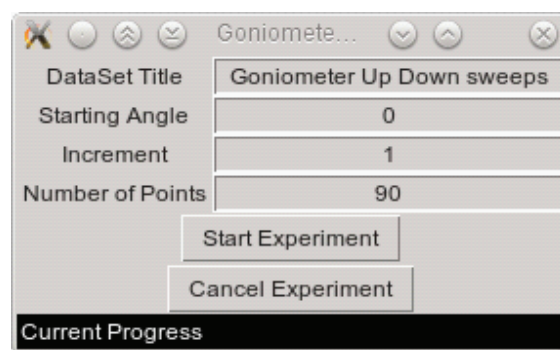 Goniomete...
DataSet Title Goniometer Up Down sweeps
Starting Angle 0
Increment 1
Number of Points 90
Start Experiment
Cancel Experiment
Current Progress